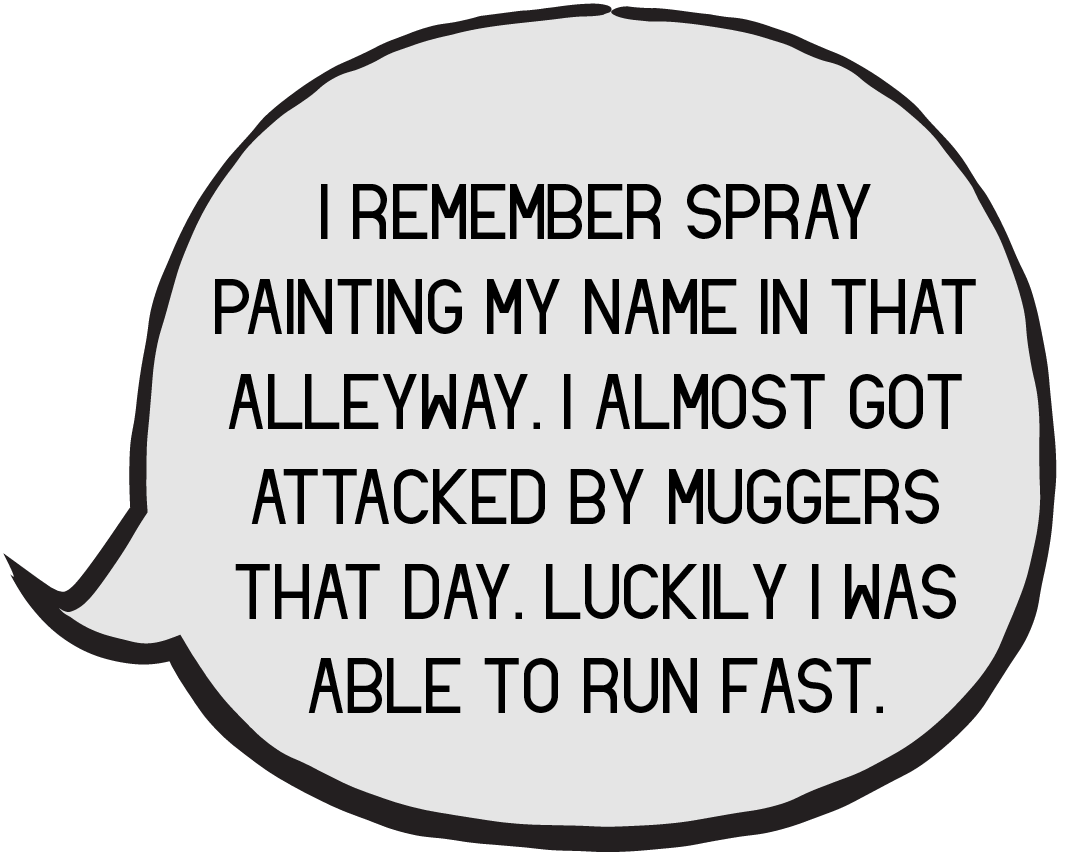 I REMEMBER SPRAY
PAINTING MY NAME IN THAT
ALLEYWAY. I ALMOST GOT
ATTACKED BY MUGGERS
THAT DAY. LUCKILY I WAS
ABLE TO RUN FAST.